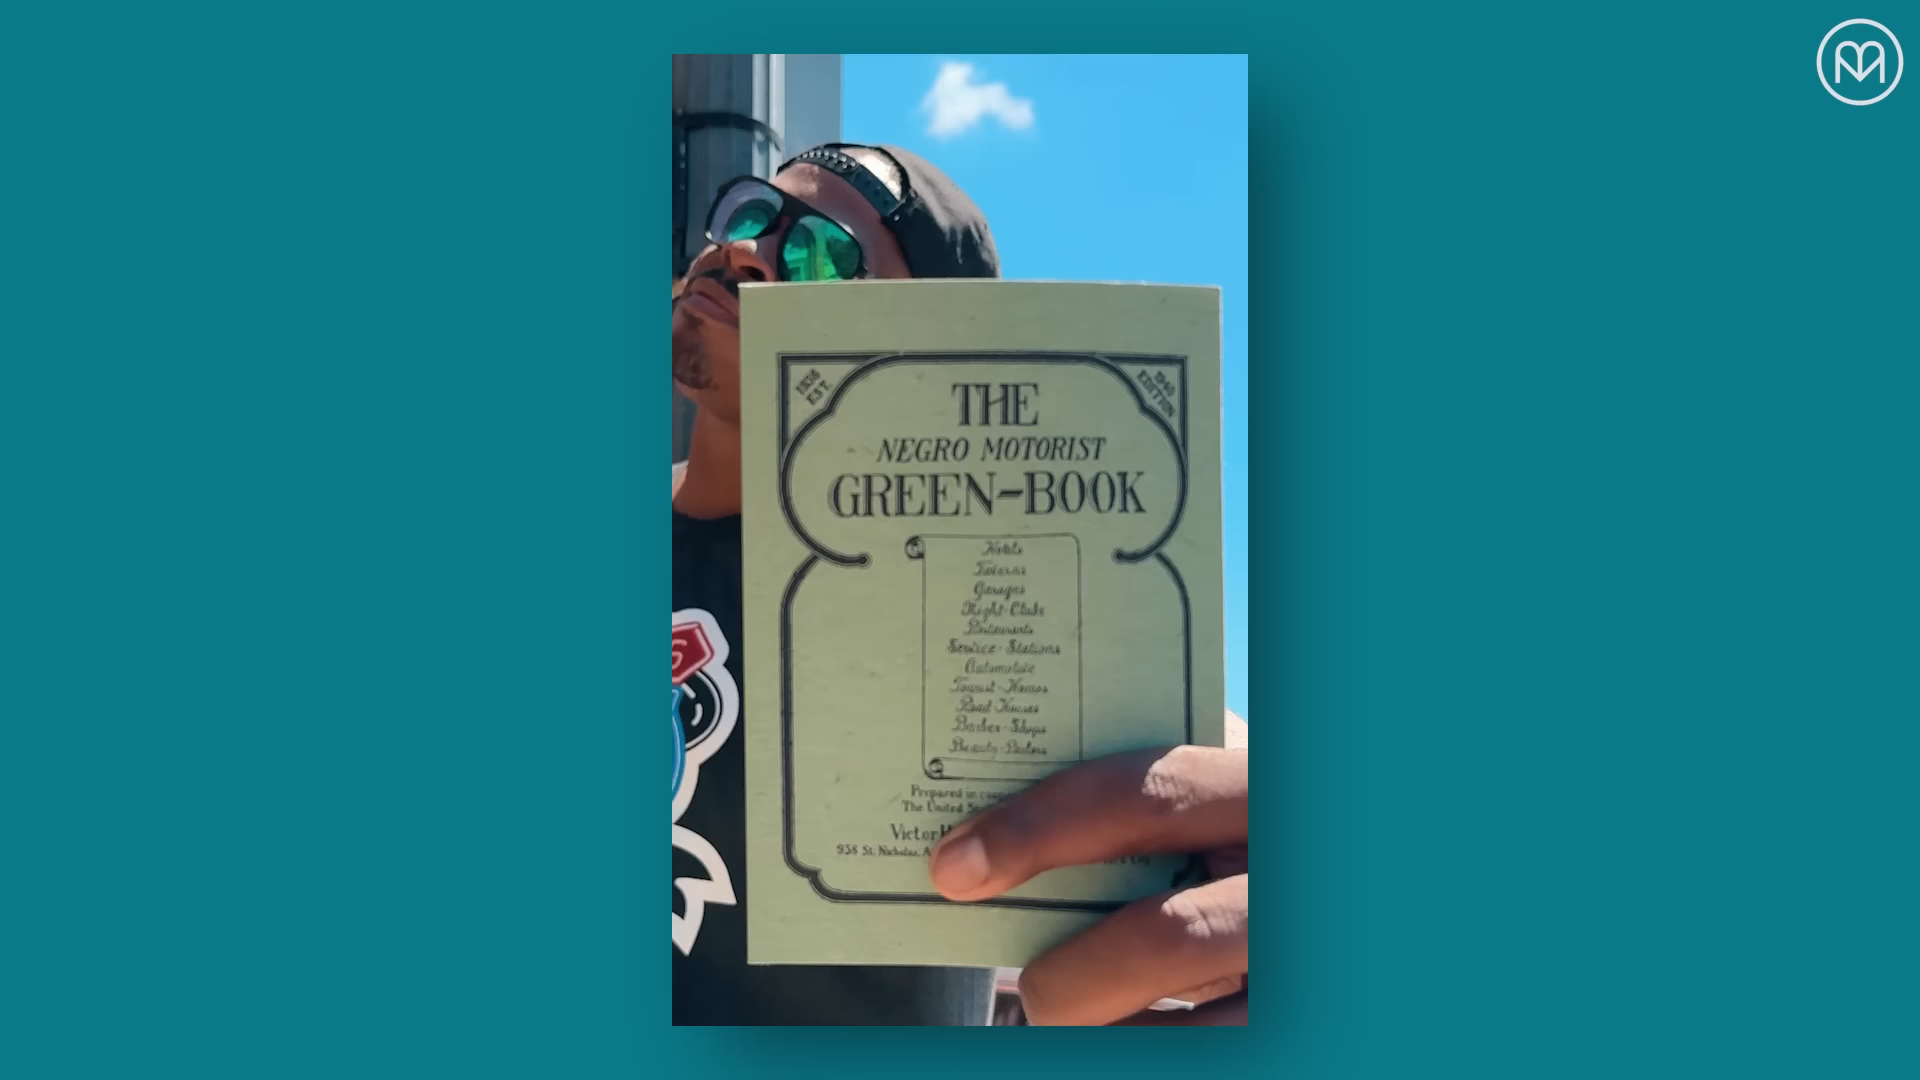 1936
EST.
1940
EDITION
THE
NEGRO MOTORIST
GREEN-BOOK
Hotels
Taverns
Garages
Night-Clubs
Restaurants
Service-Stations
Automotive
Tourist-Homes
Road-Houses
Barber-Shops
Beauty-Parlors
Prepared in
The United
Victor H
938 St. Nicholas, A
City
S